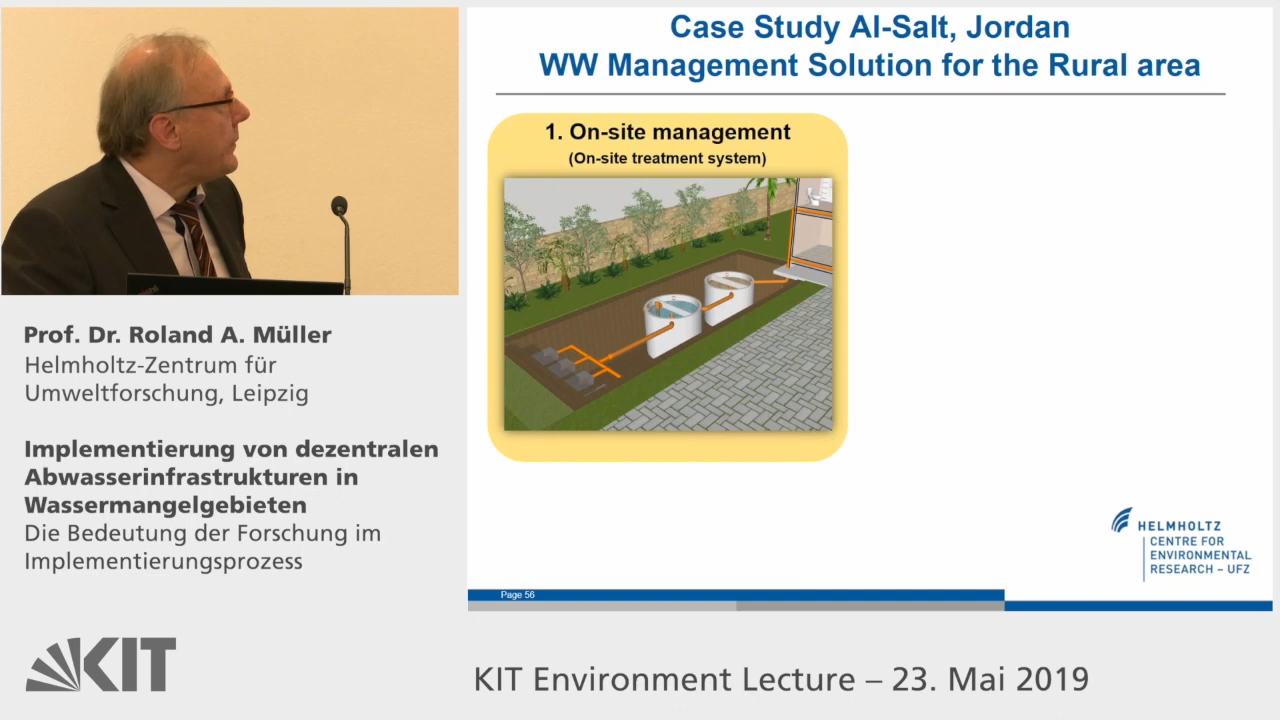 Prof. Dr. Roland A. Müller
Helmholtz-Zentrum für
Umweltforschung, Leipzig
Implementierung von dezentralen
Abwasserinfrastrukturen in
Wassermangelgebieten
Die Bedeutung der Forschung im
Implementierungsprozess
KIT
Case Study Al-Salt, Jordan
WW Management Solution for the Rural area
1. On-site management
(On-site treatment system)
HELMHOLTZ
CENTRE FOR
ENVIRONMENTAL
RESEARCH – UFZ
Page 56
KIT Environment Lecture – 23. Mai 2019